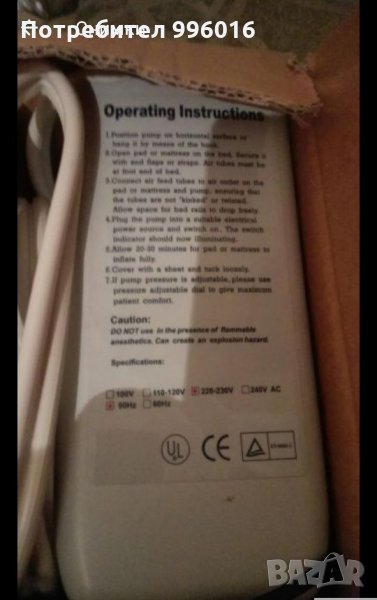 Потребител 996016
Operating Instructions
1.Position pump on horizontal surface or
hang it by means of the hook.
2.Open pad or mattress on the bed. Secure it
with end flaps or straps. Air tubes must be
at foot end of bed.
3.Connect air feed tubes to air outlet on the
pad or mattress and pump, ensuring that
the tubes are not "kinked" or twisted.
Allow space for bed rails to drop freely.
4.Plug the pump into a suitable electrical
power source and switch on. The switch
indicator should now illuminating.
5.Allow 20-30 minutes for pad or mattress to
inflate fully.
6.Cover with a sheet and tuck loosely.
7.If pump pressure is adjustable, please use
pressure adjustable dial to give maximum
patient comfort.
Caution:
DO NOT use in the presence of flammable
anesthetics. Can create an explosion hazard.
Specifications:
100V 110-120V 220-230V 240V AC
50Hz 60Hz
UL CE
BAZAR